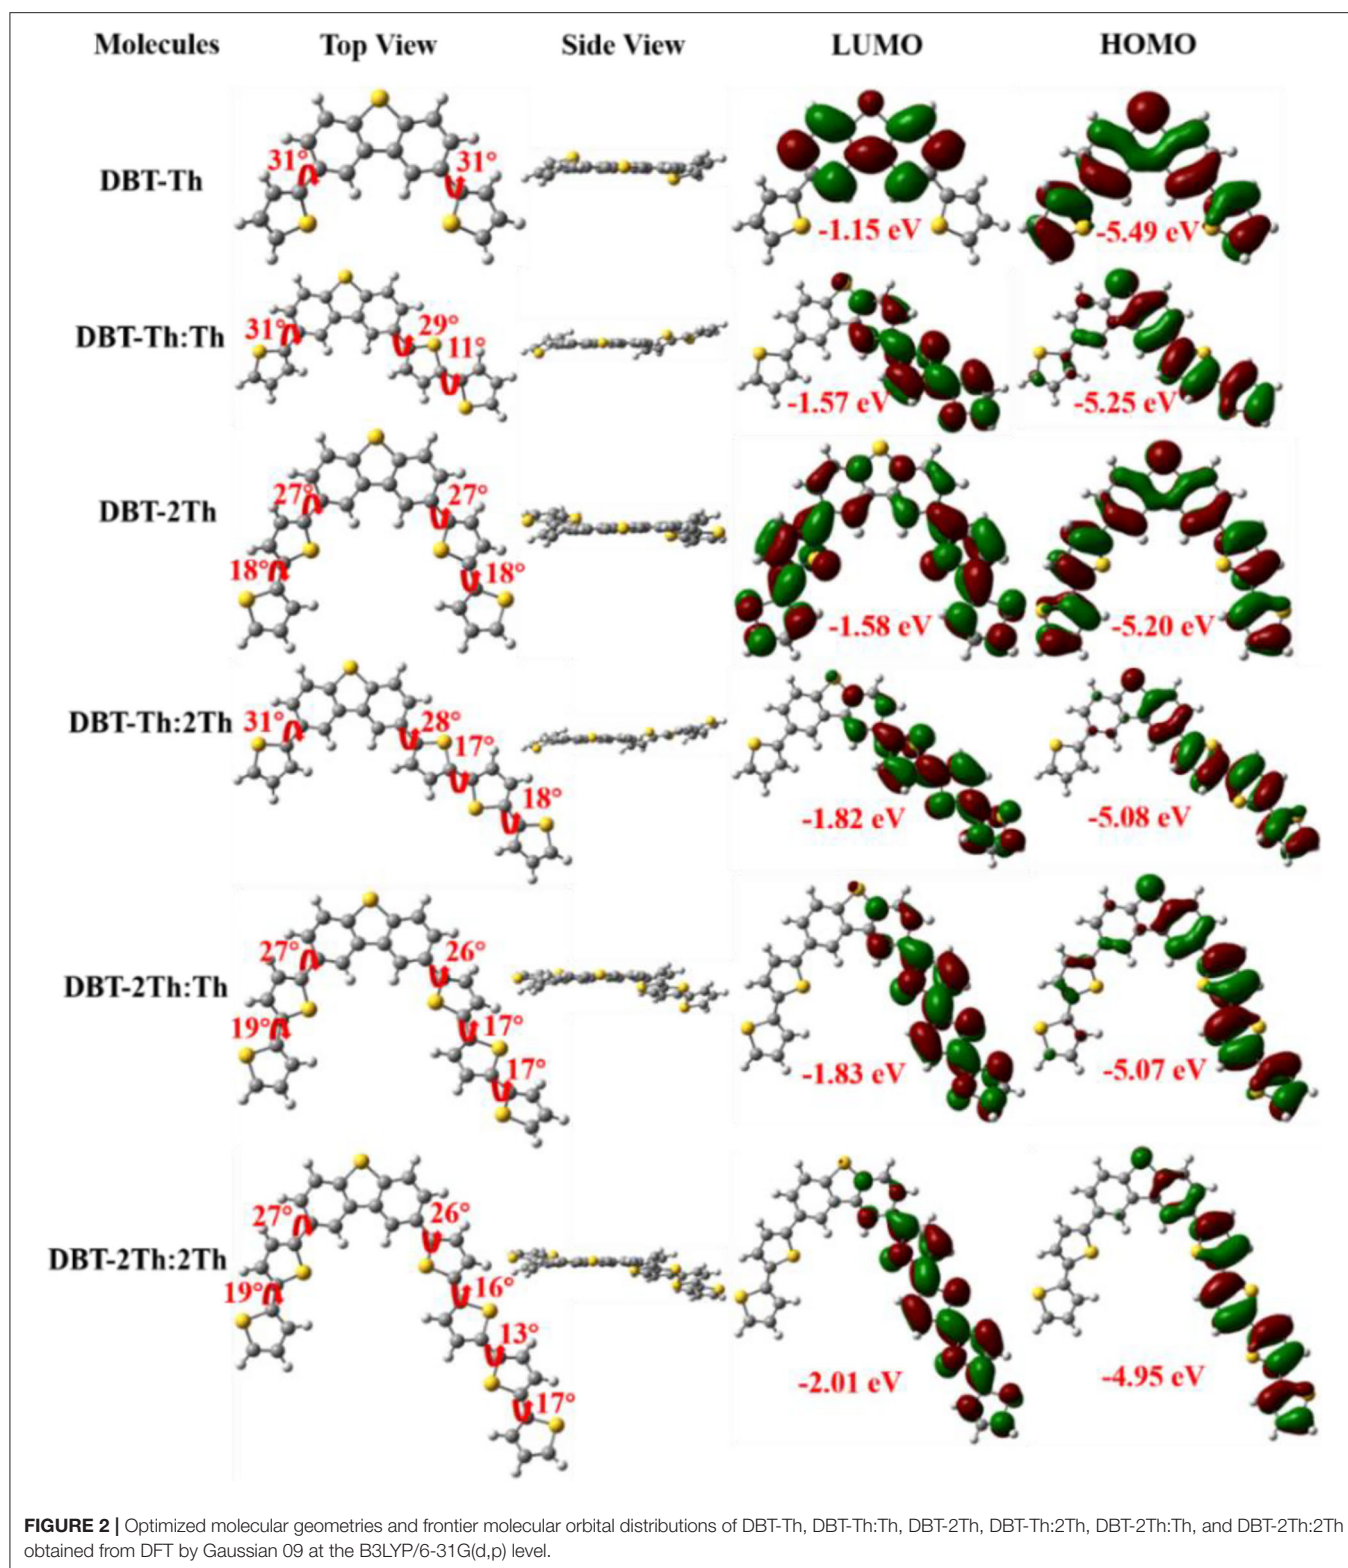 Molecules Top View Side View LUMO HOMO
31° 31°
DBT-Th
-1.15 eV -5.49 eV
31° 29°
DBT-Th:Th 11°
-1.57 eV -5.25 eV
27° 27°
DBT-2Th
18° 18°
-1.58 eV -5.20 eV
DBT-Th:2Th 31° 28°
17°
18°
-1.82 eV -5.08 eV
27° 26°
DBT-2Th:Th
19° 17°
17°
-1.83 eV -5.07 eV
27° 26°
DBT-2Th:2Th
19° 16°
13°
-2.01 eV -4.95 eV
17°
FIGURE 2 | Optimized molecular geometries and frontier molecular orbital distributions of DBT-Th, DBT-Th:Th, DBT-2Th, DBT-Th:2Th, DBT-2Th:Th, and DBT-2Th:2Th
obtained from DFT by Gaussian 09 at the B3LYP/6-31G(d,p) level.